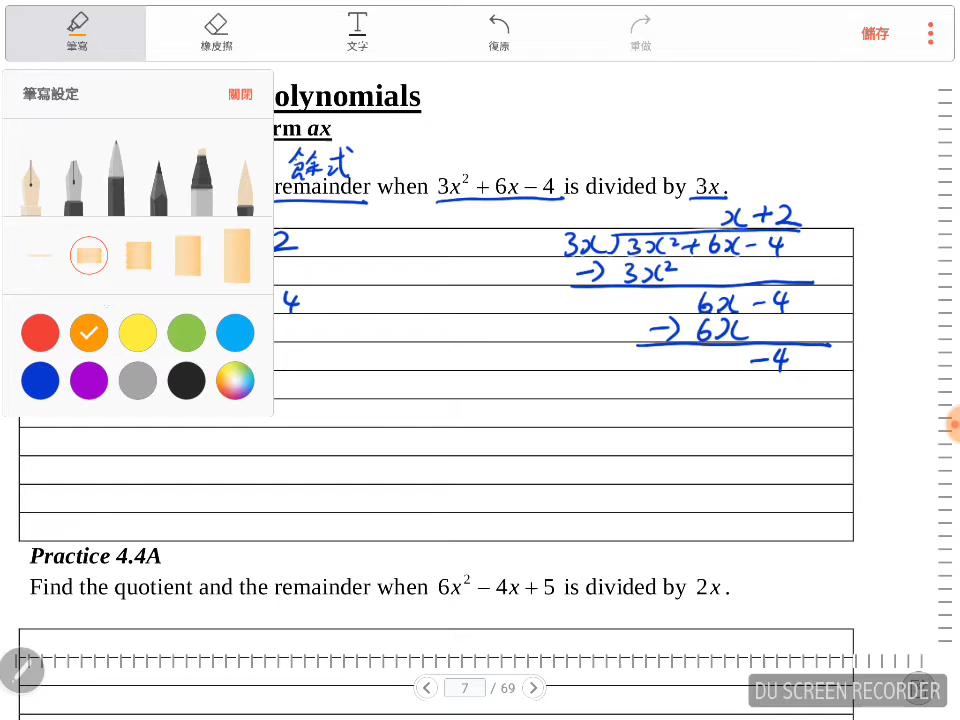 筆寫 橡皮擦 文字 復原 重做 儲存
筆寫設定 關閉
olynomials
rm ax
餘式
remainder when 3x² + 6x − 4 is divided by 3x.
x + 2
2 3x)3x² + 6x − 4
−) 3x²
4 6x − 4
−) 6x
−4
Practice 4.4A
Find the quotient and the remainder when 6x² − 4x + 5 is divided by 2x.
7 / 69
DU SCREEN RECORDER